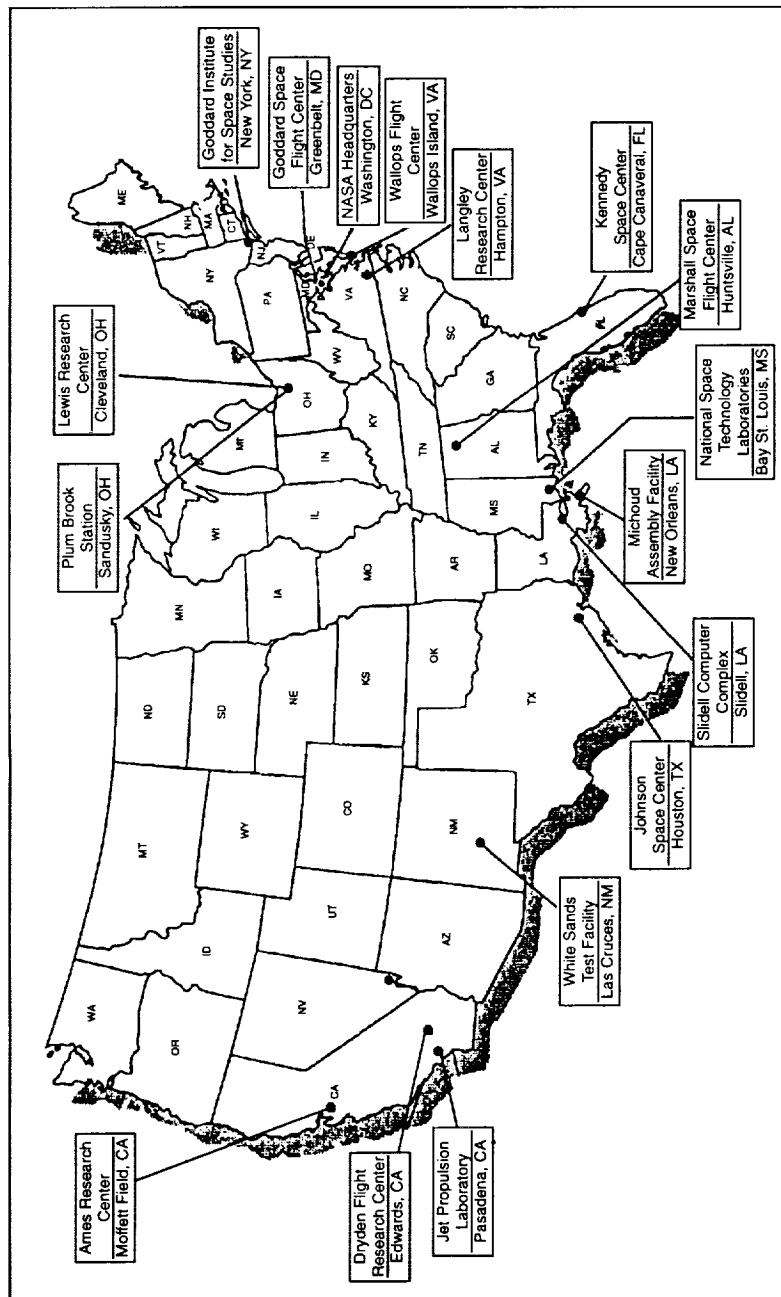 Ames Research
Center
Moffett Field, CA
Dryden Flight
Research Center
Edwards, CA
Jet Propulsion
Laboratory
Pasadena, CA
White Sands
Test Facility
Las Cruces, NM
Johnson
Space Center
Houston, TX
Slidell Computer
Complex
Slidell, LA
Michoud
Assembly Facility
New Orleans, LA
National Space
Technology
Laboratories
Bay St. Louis, MS
Marshall Space
Flight Center
Huntsville, AL
Kennedy
Space Center
Cape Canaveral, FL
Langley
Research Center
Hampton, VA
Wallops Flight
Center
Wallops Island, VA
NASA Headquarters
Washington, DC
Goddard Space
Flight Center
Greenbelt, MD
Goddard Institute
for Space Studies
New York, NY
Lewis Research
Center
Cleveland, OH
Plum Brook
Station
Sandusky, OH
WA
OR
CA
ID
NV
MT
WY
UT
AZ
CO
NM
ND
SD
NE
KS
OK
TX
MN
IA
MO
AR
LA
WI
IL
MI
IN
OH
KY
TN
MS
AL
GA
FL
SC
NC
VA
WV
MD
DE
PA
NJ
NY
CT
MA
VT
NH
ME